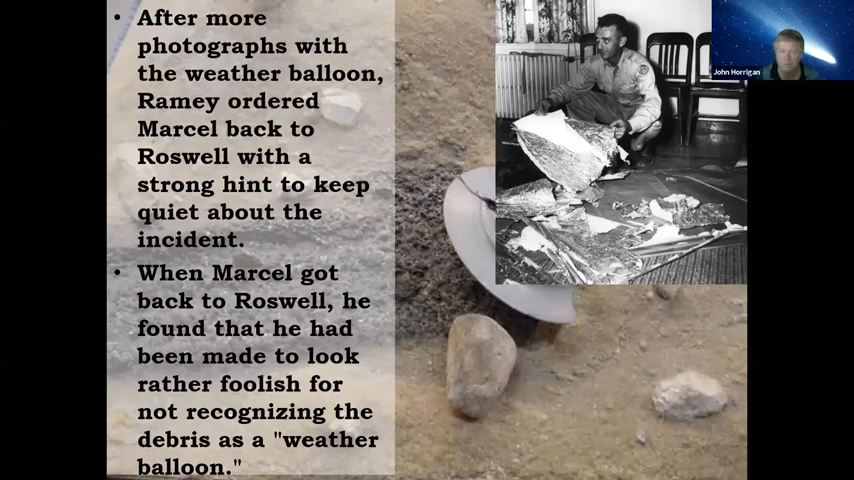 • After more
photographs with
the weather balloon,
Ramey ordered
Marcel back to
Roswell with a
strong hint to keep
quiet about the
incident.
• When Marcel got
back to Roswell, he
found that he had
been made to look
rather foolish for
not recognizing the
debris as a "weather
balloon."
John Horrigan